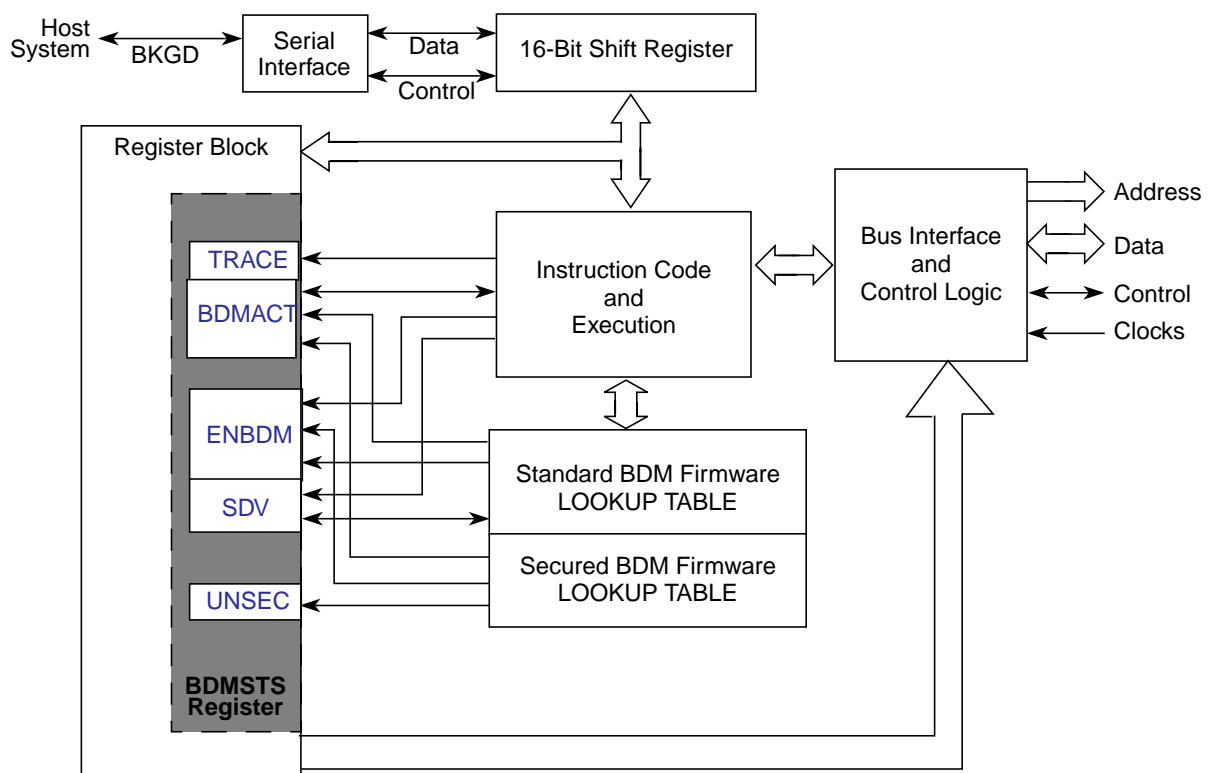 Host
System
BKGD
Serial
Interface
Data
Control
16-Bit Shift Register
Register Block
TRACE
BDMACT
ENBDM
SDV
UNSEC
BDMSTS
Register
Instruction Code
and
Execution
Standard BDM Firmware
LOOKUP TABLE
Secured BDM Firmware
LOOKUP TABLE
Bus Interface
and
Control Logic
Address
Data
Control
Clocks